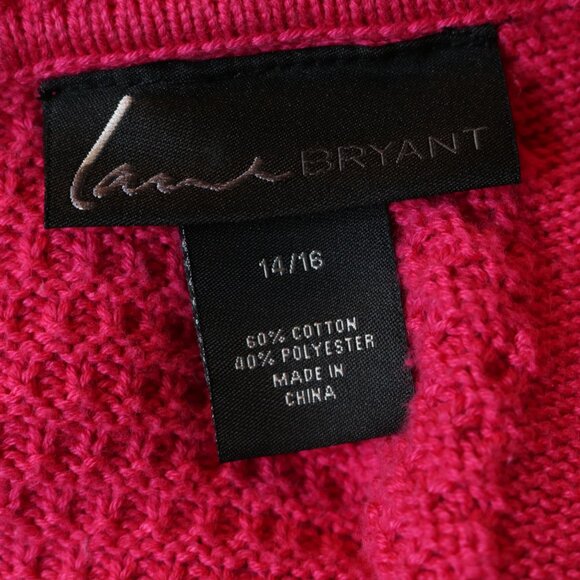 Lane BRYANT
14/16
60% COTTON
40% POLYESTER
MADE IN
CHINA